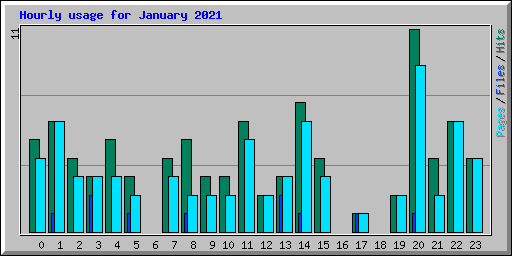 Hourly usage for January 2021
11
Pages/Files/Hits
0 1 2 3 4 5 6 7 8 9 10 11 12 13 14 15 16 17 18 19 20 21 22 23